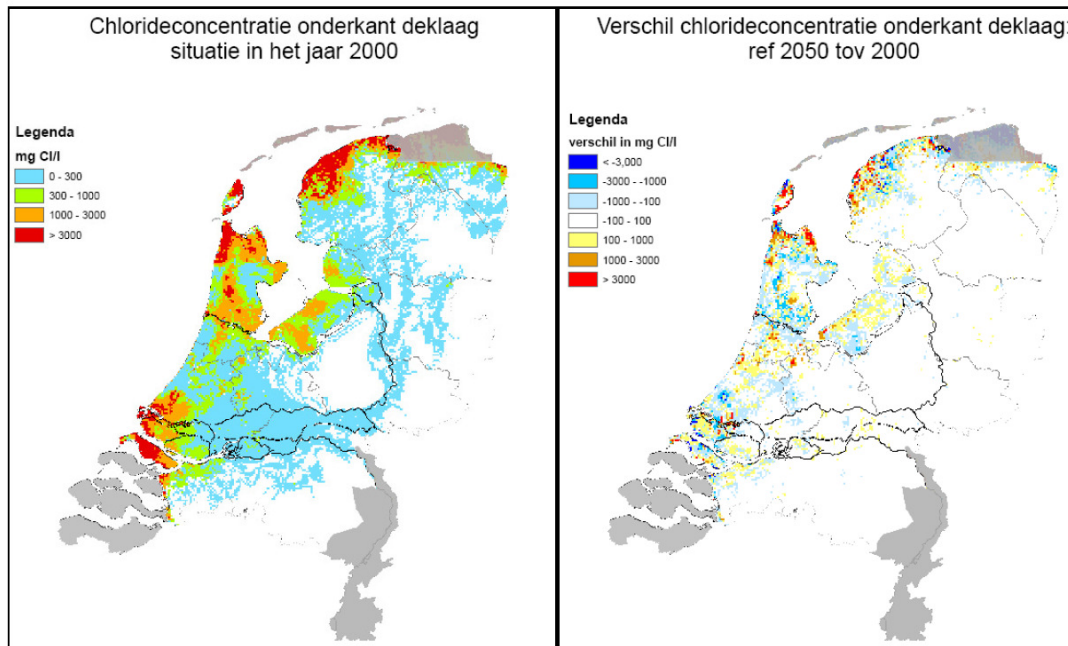 Chlorideconcentratie onderkant deklaag
situatie in het jaar 2000
Legenda
mg Cl/l
0 - 300
300 - 1000
1000 - 3000
> 3000
Verschil chlorideconcentratie onderkant deklaag:
ref 2050 tov 2000
Legenda
verschil in mg Cl/l
< -3,000
-3000 - -1000
-1000 - -100
-100 - 100
100 - 1000
1000 - 3000
> 3000